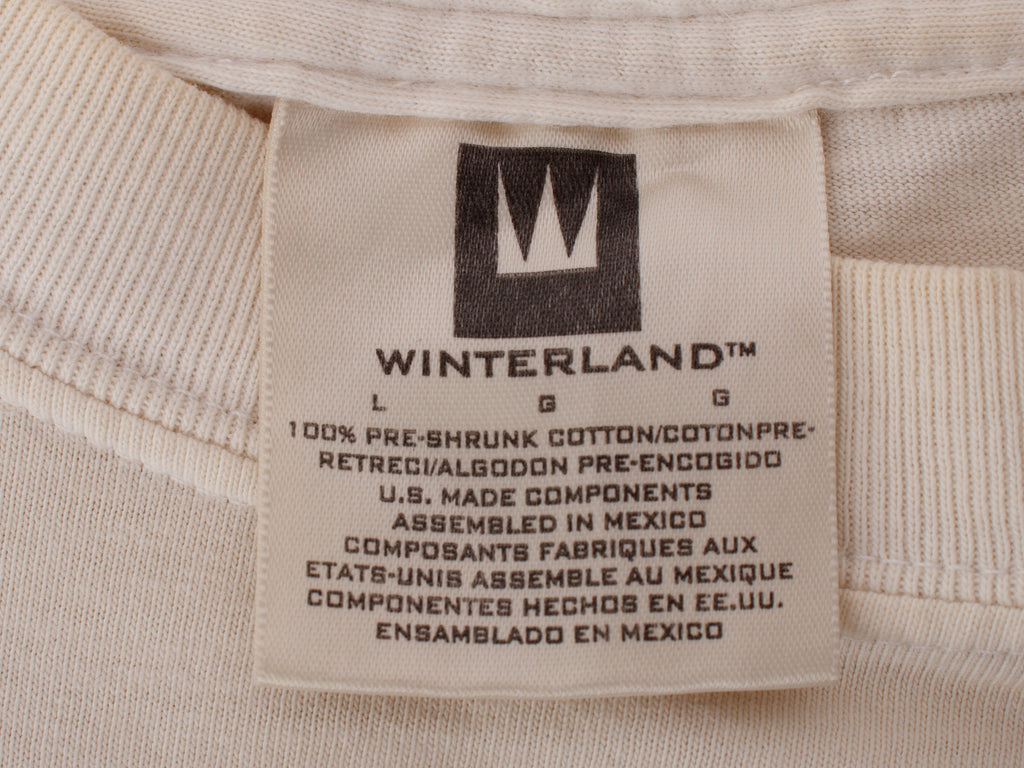 WINTERLAND™
L G G
100% PRE-SHRUNK COTTON/COTONPRE-
RETRECI/ALGODON PRE-ENCOGIDO
U.S. MADE COMPONENTS
ASSEMBLED IN MEXICO
COMPOSANTS FABRIQUES AUX
ETATS-UNIS ASSEMBLE AU MEXIQUE
COMPONENTES HECHOS EN EE.UU.
ENSAMBLADO EN MEXICO